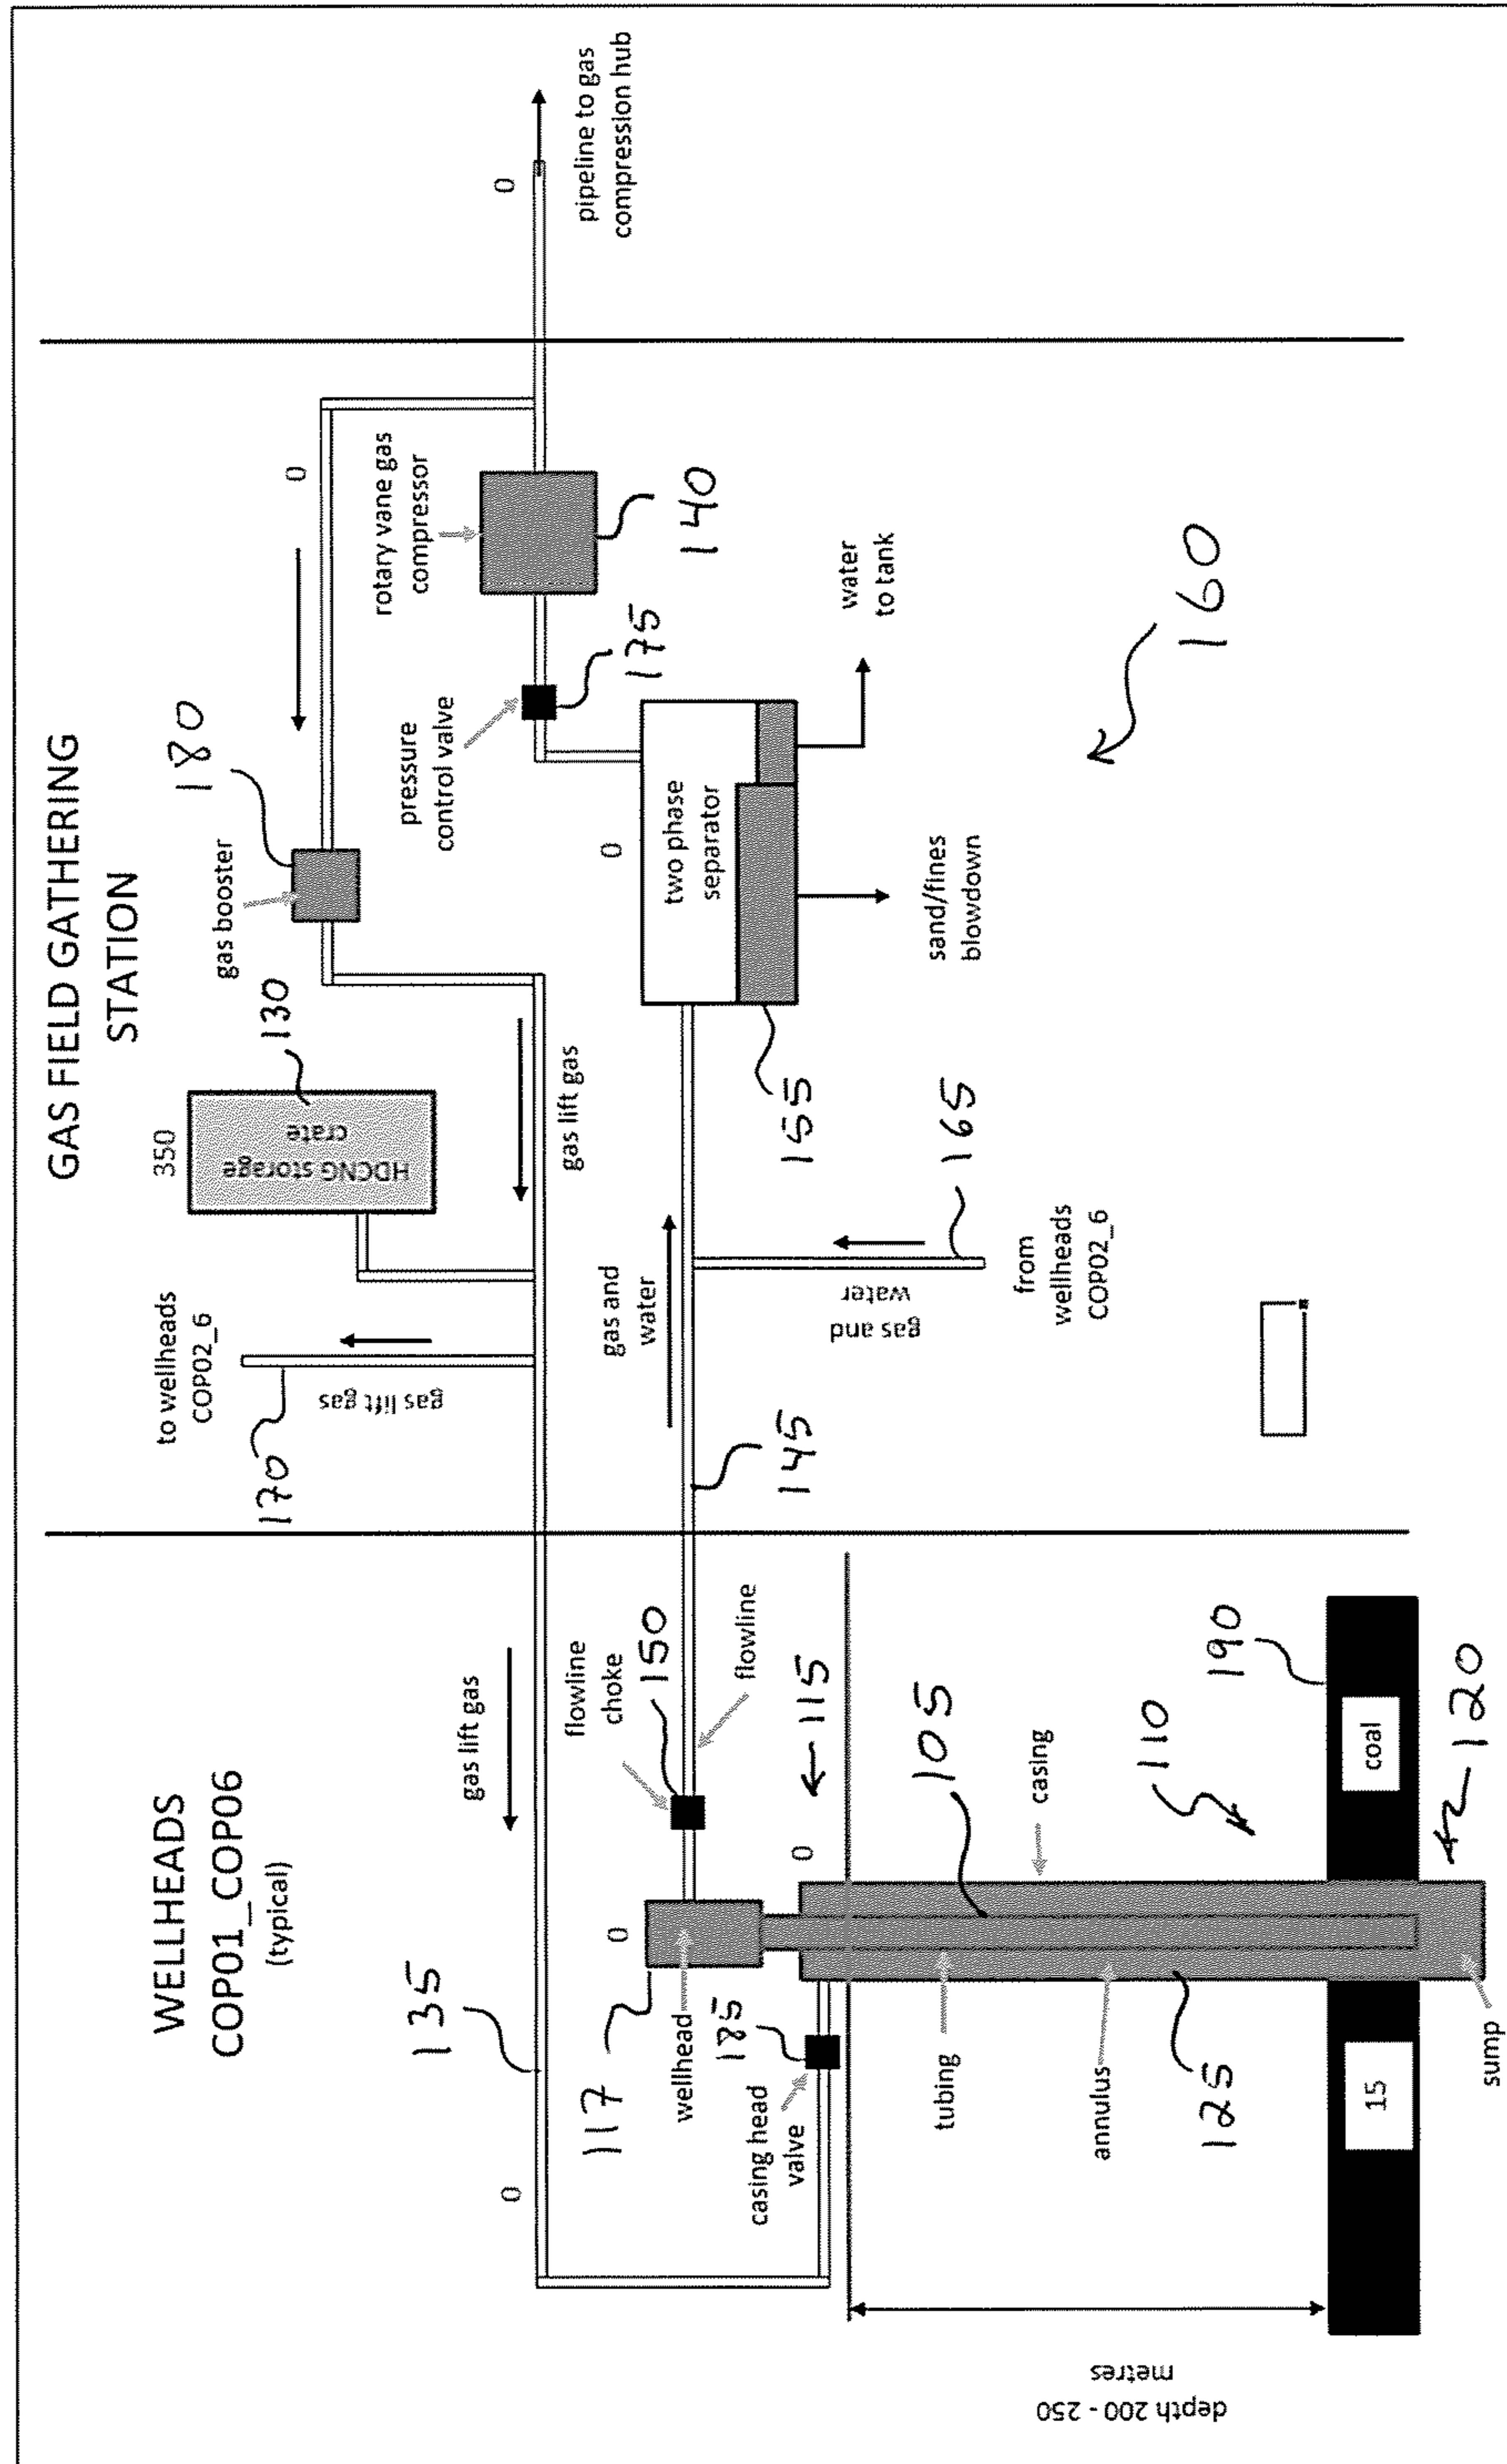 WELLHEADS
COP01_COP06
(typical)
GAS FIELD GATHERING
STATION
135
0
gas lift gas
117
0
wellhead
casing head
valve
185
flowline
choke
150
flowline
0
115
tubing
annulus
125
105
casing
110
190
15
coal
120
sump
depth 200 - 250
metres
170
to wellheads
COP02_6
gas lift gas
350
HDCNG storage
crate
130
gas lift gas
gas booster
180
0
145
gas and
water
gas and
water
165
from
wellheads
COP02_6
155
0
two phase
separator
sand/fines
blowdown
water
to tank
pressure
control valve
175
rotary vane gas
compressor
140
160
0
pipeline to gas
compression hub